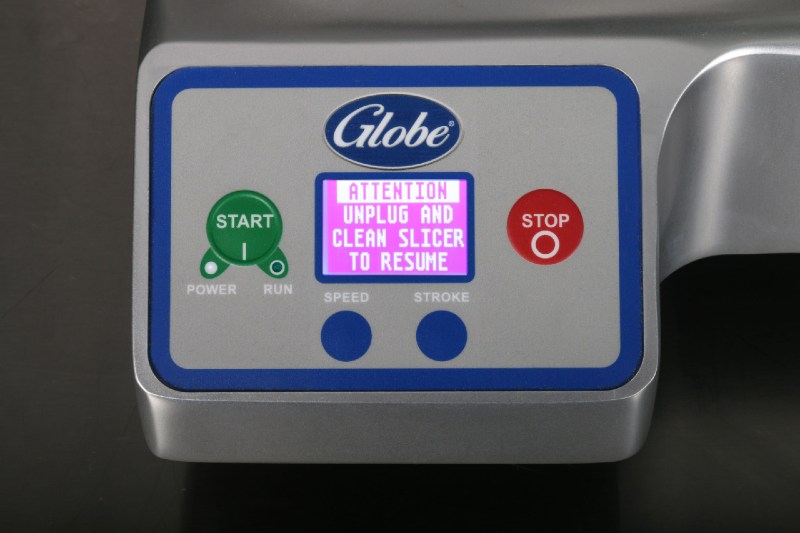 Globe®
ATTENTION
UNPLUG AND
CLEAN SLICER
TO RESUME
START
I
STOP
O
POWER
RUN
SPEED
STROKE